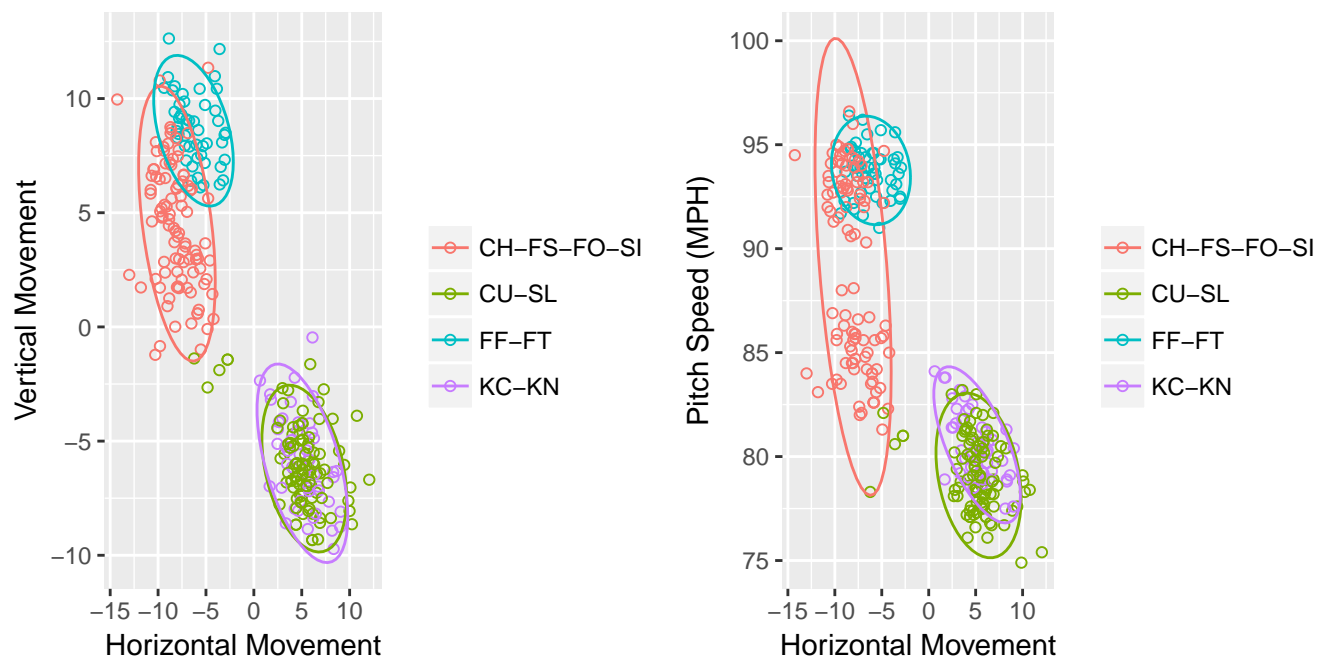 Vertical Movement
10
5
0
−5
−10
−15 −10 −5 0 5 10
Horizontal Movement
CH−FS−FO−SI
CU−SL
FF−FT
KC−KN
Pitch Speed (MPH)
100
95
90
85
80
75
−15 −10 −5 0 5 10
Horizontal Movement
CH−FS−FO−SI
CU−SL
FF−FT
KC−KN